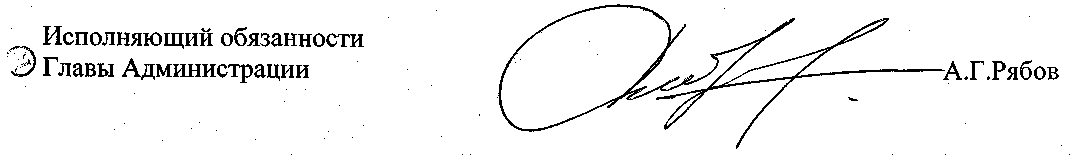 Исполняющий обязанности
Главы Администрации
А.Г.Рябов